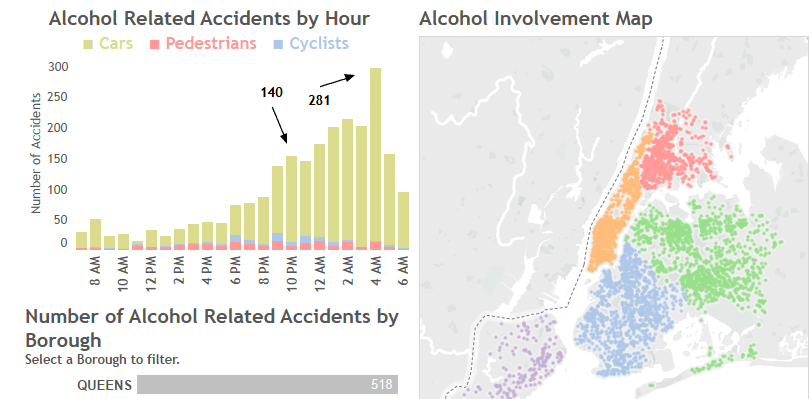 Alcohol Related Accidents by Hour
Cars Pedestrians Cyclists
Number of Accidents
300
250
200
150
100
50
0
140
281
8 AM
10 AM
12 PM
2 PM
4 PM
6 PM
8 PM
10 PM
12 AM
2 AM
4 AM
6 AM
Alcohol Involvement Map
Number of Alcohol Related Accidents by
Borough
Select a Borough to filter.
QUEENS 518